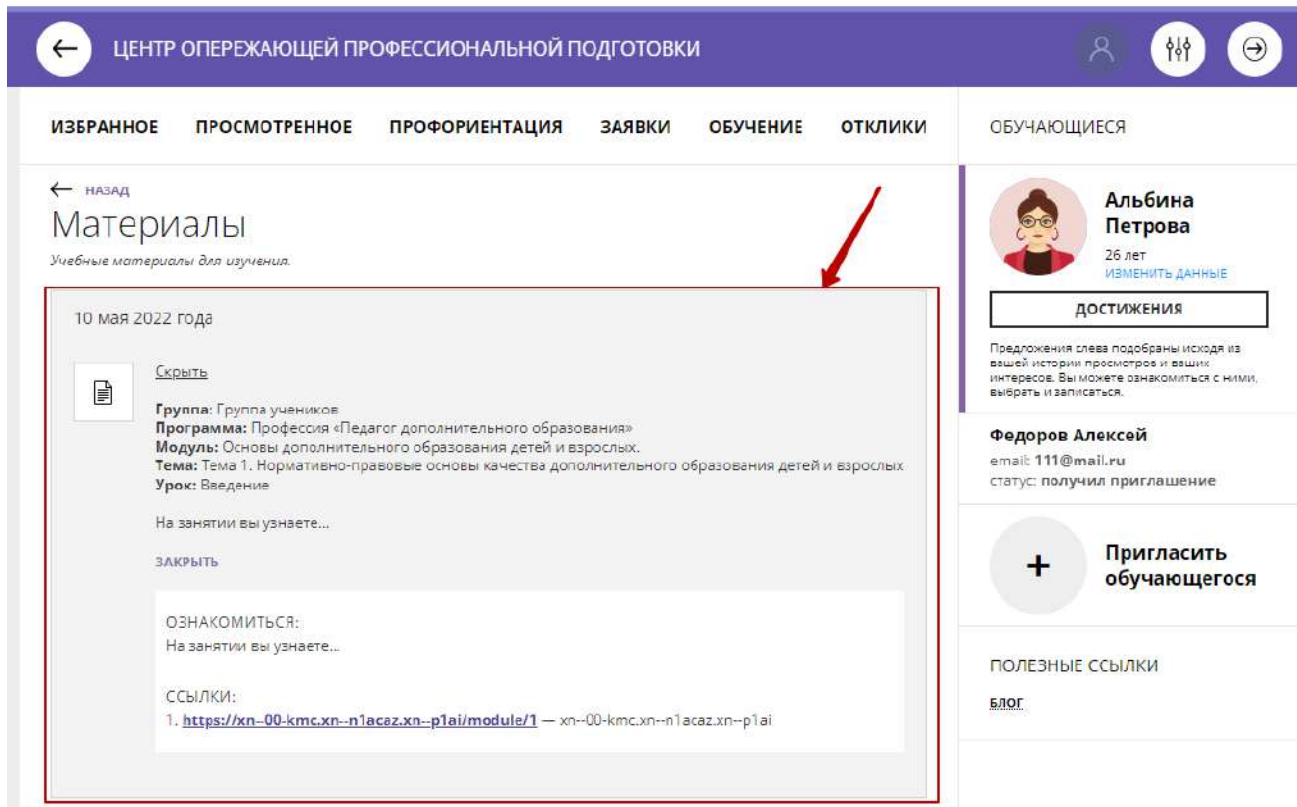 ЦЕНТР ОПЕРЕЖАЮЩЕЙ ПРОФЕССИОНАЛЬНОЙ ПОДГОТОВКИ
ИЗБРАННОЕ ПРОСМОТРЕННОЕ ПРОФОРИЕНТАЦИЯ ЗАЯВКИ ОБУЧЕНИЕ ОТКЛИКИ
НАЗАД
Материалы
Учебные материалы для изучения.
10 мая 2022 года
Скрыть
Группа: Группа учеников
Программа: Профессия «Педагог дополнительного образования»
Модуль: Основы дополнительного образования детей и взрослых.
Тема: Тема 1. Нормативно-правовые основы качества дополнительного образования детей и взрослых
Урок: Введение
На занятии вы узнаете...
ЗАКРЫТЬ
ОЗНАКОМИТЬСЯ:
На занятии вы узнаете...
ССЫЛКИ:
1. https://xn--00-kmc.xn--n1acaz.xn--p1ai/module/1 — xn--00-kmc.xn--n1acaz.xn--p1ai
ОБУЧАЮЩИЕСЯ
Альбина
Петрова
26 лет
ИЗМЕНИТЬ ДАННЫЕ
ДОСТИЖЕНИЯ
Предложения слева подобраны исходя из
вашей истории просмотров и ваших
интересов. Вы можете ознакомиться с ними,
выбрать и записаться.
Федоров Алексей
email: 111@mail.ru
статус: получил приглашение
+ Пригласить
обучающегося
ПОЛЕЗНЫЕ ССЫЛКИ
БЛОГ